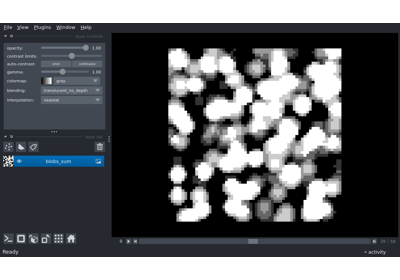 File View Plugins Window Help
opacity: 1.00
contrast limits:
auto-contrast: once continuous
gamma: 1.00
colormap: gray
blending: translucent_no_depth
interpolation: nearest
blobs_sum
Ready
activity